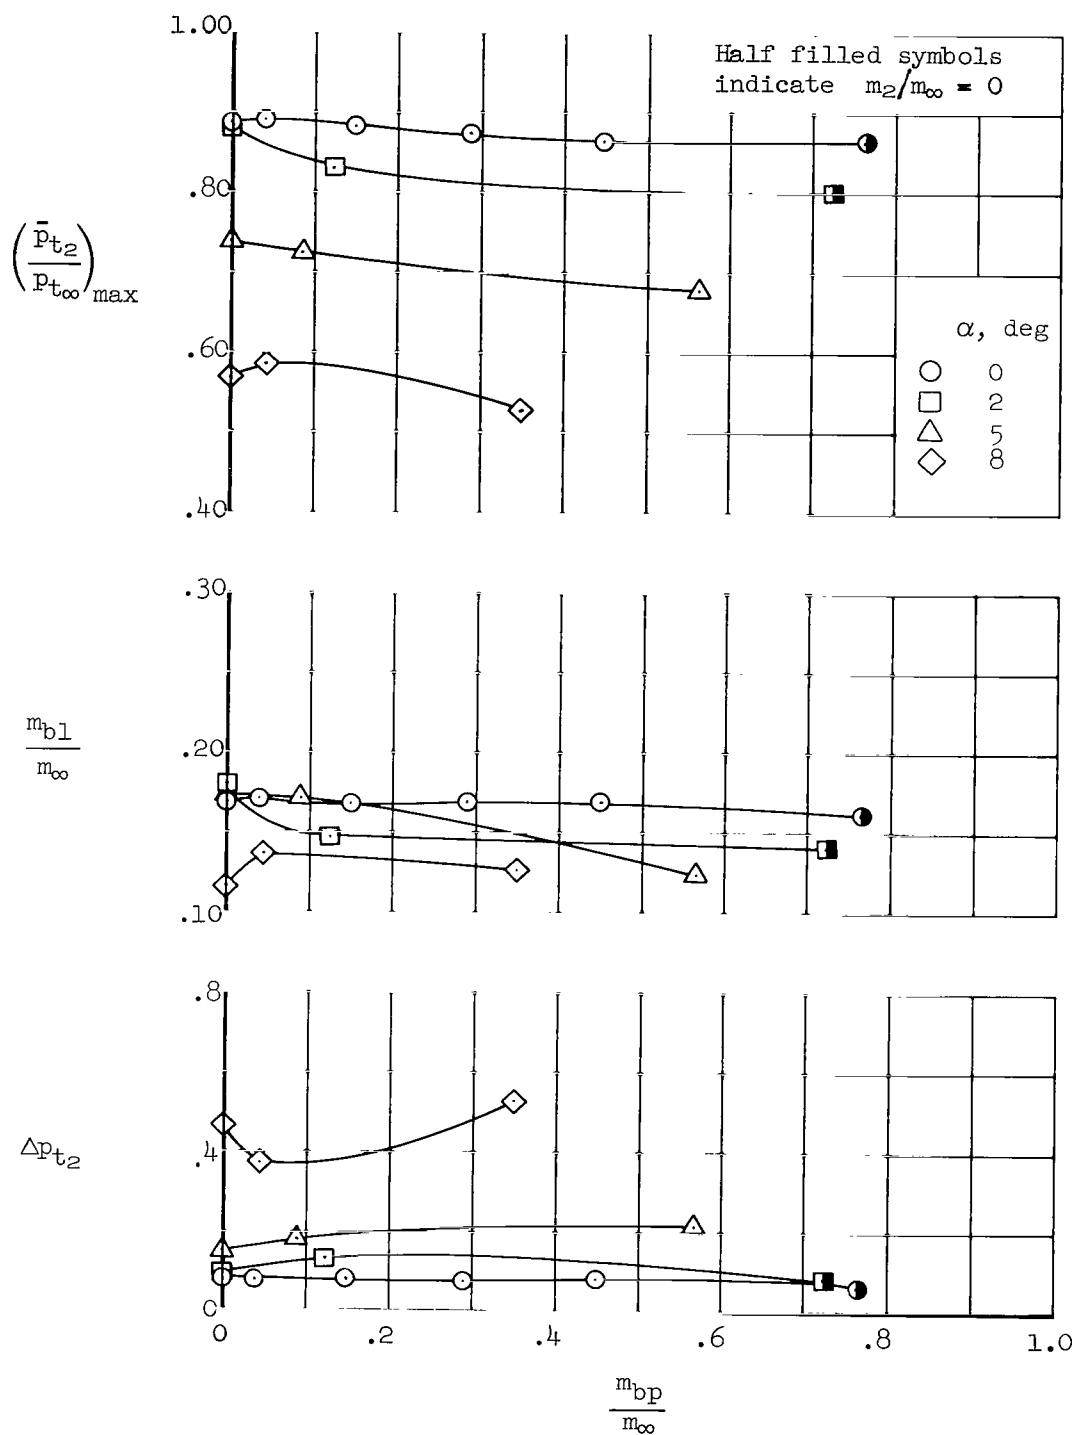 1.00
Half filled symbols
indicate m₂/m∞ = 0
.80
(p̄t₂/pt∞)max
.60
α, deg
0
2
5
8
.40
.30
mbl/m∞
.20
.10
.8
Δpt₂
.4
0
0 .2 .4 .6 .8 1.0
mbp/m∞